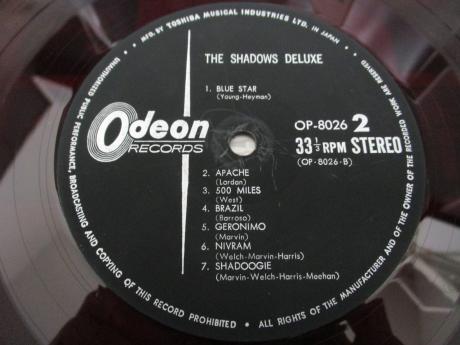 MFG. BY TOSHIBA MUSICAL INDUSTRIES LTD. IN JAPAN •
THE SHADOWS DELUXE
1. BLUE STAR
(Young-Heyman)
Odeon
RECORDS
OP-8026 2
33⅓ RPM STEREO
(OP-8026-B)
2. APACHE
(Lordan)
3. 500 MILES
(West)
4. BRAZIL
(Barroso)
5. GERONIMO
(Marvin)
6. NIVRAM
(Welch-Marvin-Harris)
7. SHADOOGIE
(Marvin-Welch-Harris-Meehan)
UNAUTHORIZED PUBLIC PERFORMANCE, BROADCASTING AND COPYING OF THIS RECORD PROHIBITED • ALL RIGHTS OF THE MANUFACTURER AND OF THE OWNER OF THE RECORDED WORK ARE RESERVED